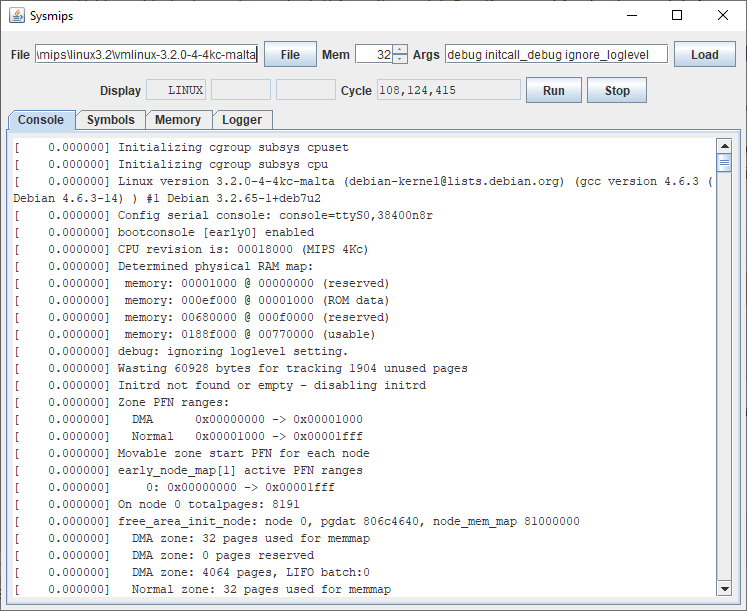 Sysmips
File \mips\linux3.2\vmlinux-3.2.0-4-4kc-malta File Mem 32 Args debug initcall_debug ignore_loglevel Load
Display LINUX Cycle 108,124,415 Run Stop
Console Symbols Memory Logger
[    0.000000] Initializing cgroup subsys cpuset
[    0.000000] Initializing cgroup subsys cpu
[    0.000000] Linux version 3.2.0-4-4kc-malta (debian-kernel@lists.debian.org) (gcc version 4.6.3 (
Debian 4.6.3-14) ) #1 Debian 3.2.65-1+deb7u2
[    0.000000] Config serial console: console=ttyS0,38400n8r
[    0.000000] bootconsole [early0] enabled
[    0.000000] CPU revision is: 00018000 (MIPS 4Kc)
[    0.000000] Determined physical RAM map:
[    0.000000]  memory: 00001000 @ 00000000 (reserved)
[    0.000000]  memory: 000ef000 @ 00001000 (ROM data)
[    0.000000]  memory: 00680000 @ 000f0000 (reserved)
[    0.000000]  memory: 0188f000 @ 00770000 (usable)
[    0.000000] debug: ignoring loglevel setting.
[    0.000000] Wasting 60928 bytes for tracking 1904 unused pages
[    0.000000] Initrd not found or empty - disabling initrd
[    0.000000] Zone PFN ranges:
[    0.000000]   DMA      0x00000000 -> 0x00001000
[    0.000000]   Normal   0x00001000 -> 0x00001fff
[    0.000000] Movable zone start PFN for each node
[    0.000000] early_node_map[1] active PFN ranges
[    0.000000]     0: 0x00000000 -> 0x00001fff
[    0.000000] On node 0 totalpages: 8191
[    0.000000] free_area_init_node: node 0, pgdat 806c4640, node_mem_map 81000000
[    0.000000]   DMA zone: 32 pages used for memmap
[    0.000000]   DMA zone: 0 pages reserved
[    0.000000]   DMA zone: 4064 pages, LIFO batch:0
[    0.000000]   Normal zone: 32 pages used for memmap